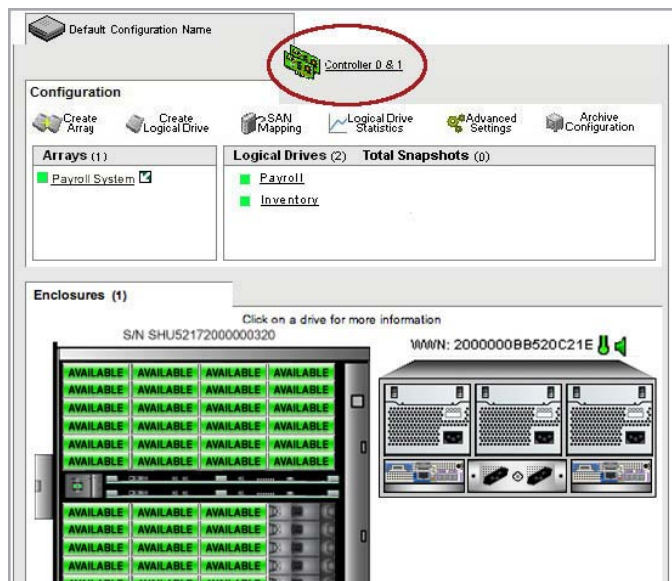 Default Configuration Name
Controller 0 & 1
Configuration
Create Array
Create Logical Drive
SAN Mapping
Logical Drive Statistics
Advanced Settings
Archive Configuration
Arrays (1)
Logical Drives (2) Total Snapshots (0)
Payroll System
Payroll
Inventory
Enclosures (1)
Click on a drive for more information
S/N SHU52172000000320
WWN: 2000000BB520C21E
AVAILABLE AVAILABLE AVAILABLE AVAILABLE
AVAILABLE AVAILABLE AVAILABLE AVAILABLE
AVAILABLE AVAILABLE AVAILABLE AVAILABLE
AVAILABLE AVAILABLE AVAILABLE AVAILABLE
AVAILABLE AVAILABLE AVAILABLE AVAILABLE
AVAILABLE AVAILABLE AVAILABLE AVAILABLE
AVAILABLE AVAILABLE AVAILABLE
AVAILABLE AVAILABLE AVAILABLE
AVAILABLE AVAILABLE AVAILABLE
AVAILABLE AVAILABLE AVAILABLE
AVAILABLE AVAILABLE AVAILABLE